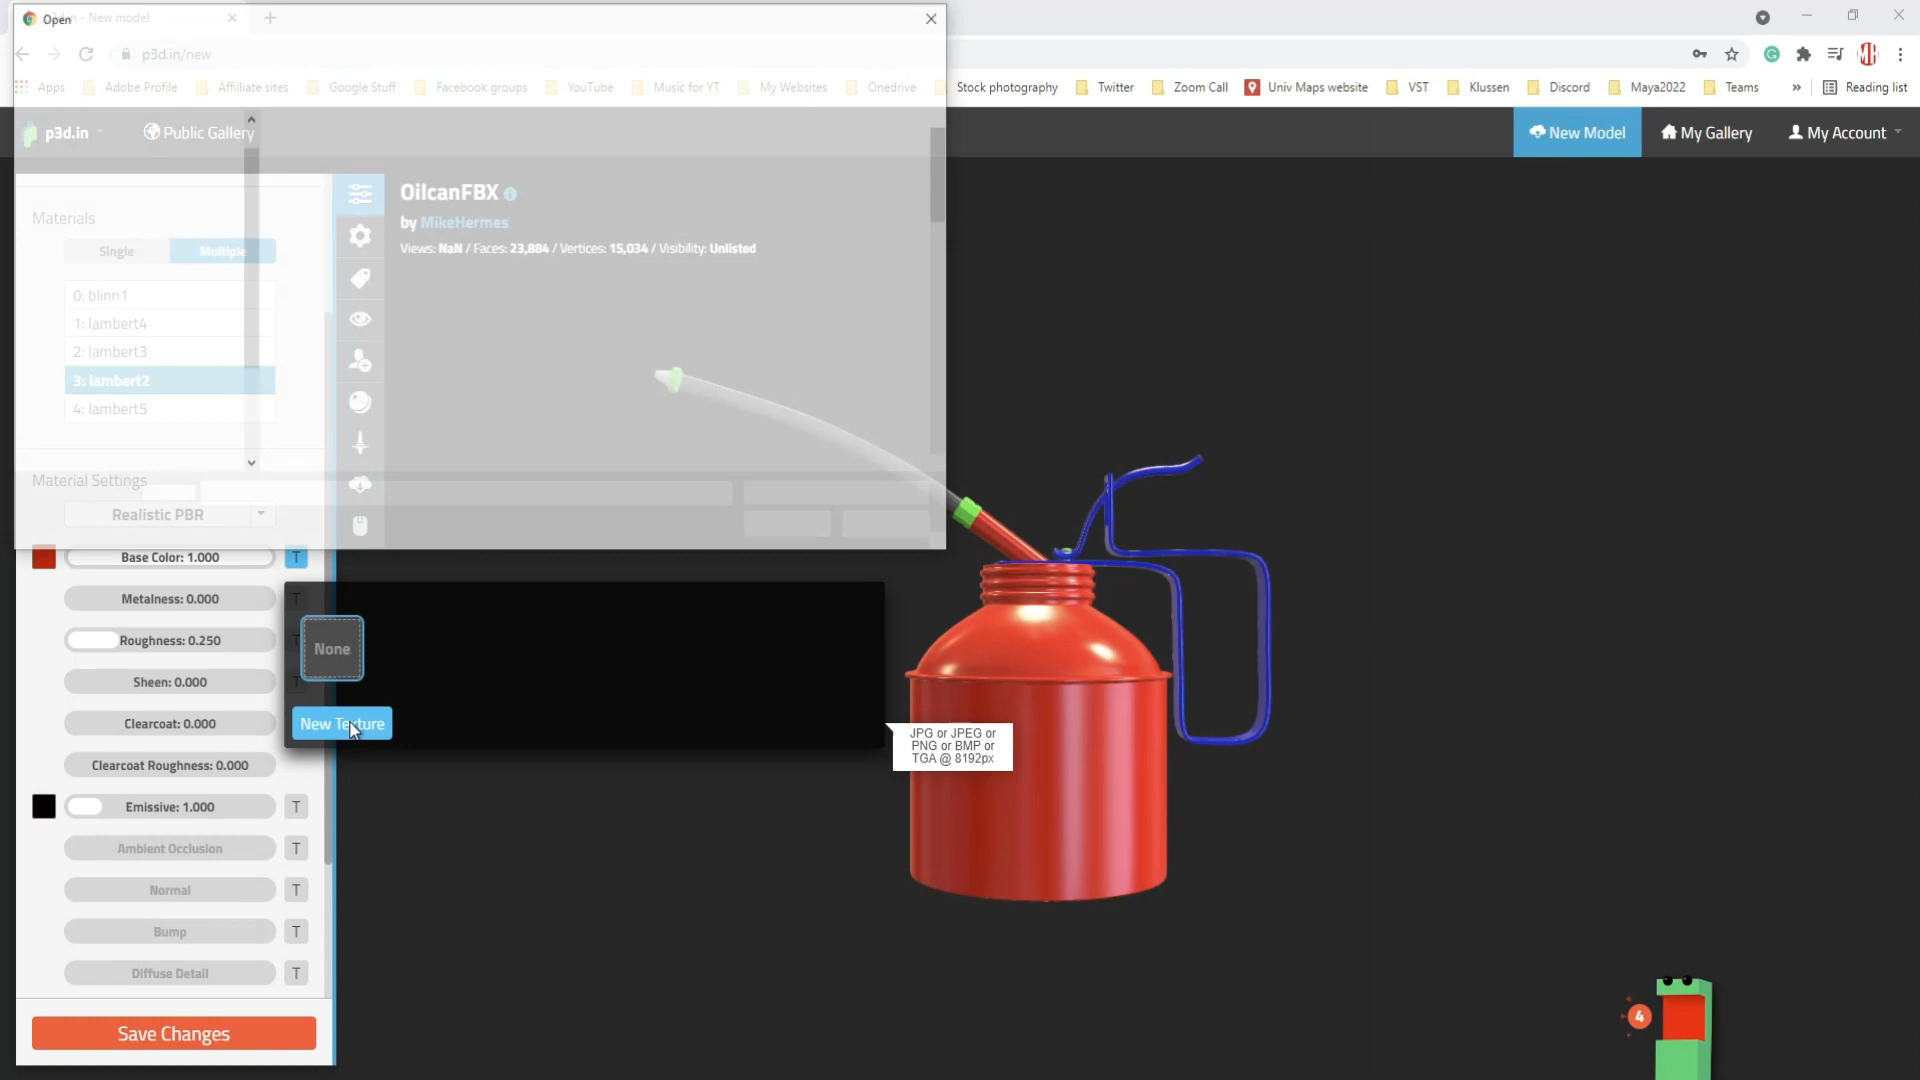 Open
p3d.in - New model
p3d.in/new
Apps
Adobe Profile
Affiliate sites
Google Stuff
Facebook groups
YouTube
Music for YT
My Websites
Onedrive
Stock photography
Twitter
Zoom Call
Univ Maps website
VST
Klussen
Discord
Maya2022
Teams
»
Reading list
p3d.in
Public Gallery
New Model
My Gallery
My Account
Materials
Single
Multiple
0: blinn1
1: lambert4
2: lambert3
3: lambert2
4: lambert5
OilcanFBX
by MikeHermes
Views: NaN / Faces: 23,884 / Vertices: 15,034 / Visibility: Unlisted
Material Settings
Realistic PBR
Base Color: 1.000
T
Metalness: 0.000
T
Roughness: 0.250
Sheen: 0.000
Clearcoat: 0.000
Clearcoat Roughness: 0.000
Emissive: 1.000
T
Ambient Occlusion
T
Normal
T
Bump
T
Diffuse Detail
T
None
New Texture
JPG or JPEG or
PNG or BMP or
TGA @ 8192px
Save Changes
4